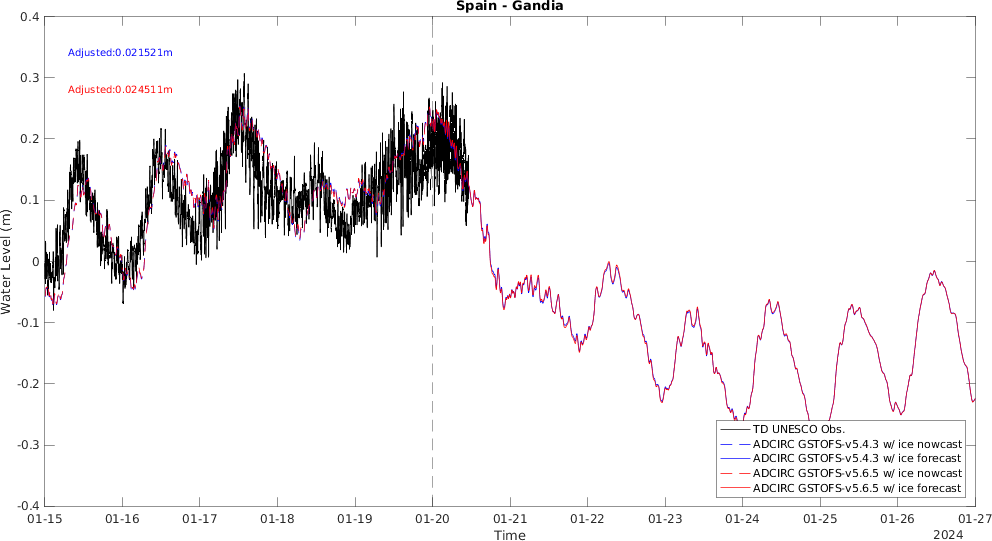 Spain - Gandia
Adjusted:0.021521m
Adjusted:0.024511m
Water Level (m)
0.4
0.3
0.2
0.1
0
-0.1
-0.2
-0.3
-0.4
TD UNESCO Obs.
ADCIRC GSTOFS-v5.4.3 w/ ice nowcast
ADCIRC GSTOFS-v5.4.3 w/ ice forecast
ADCIRC GSTOFS-v5.6.5 w/ ice nowcast
ADCIRC GSTOFS-v5.6.5 w/ ice forecast
01-15 01-16 01-17 01-18 01-19 01-20 01-21 01-22 01-23 01-24 01-25 01-26 01-27
Time
2024